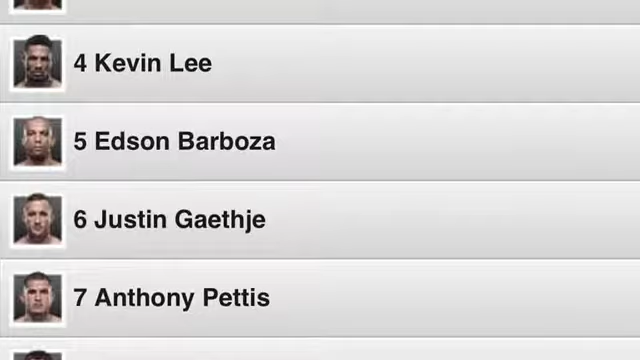 4 Kevin Lee
5 Edson Barboza
6 Justin Gaethje
7 Anthony Pettis